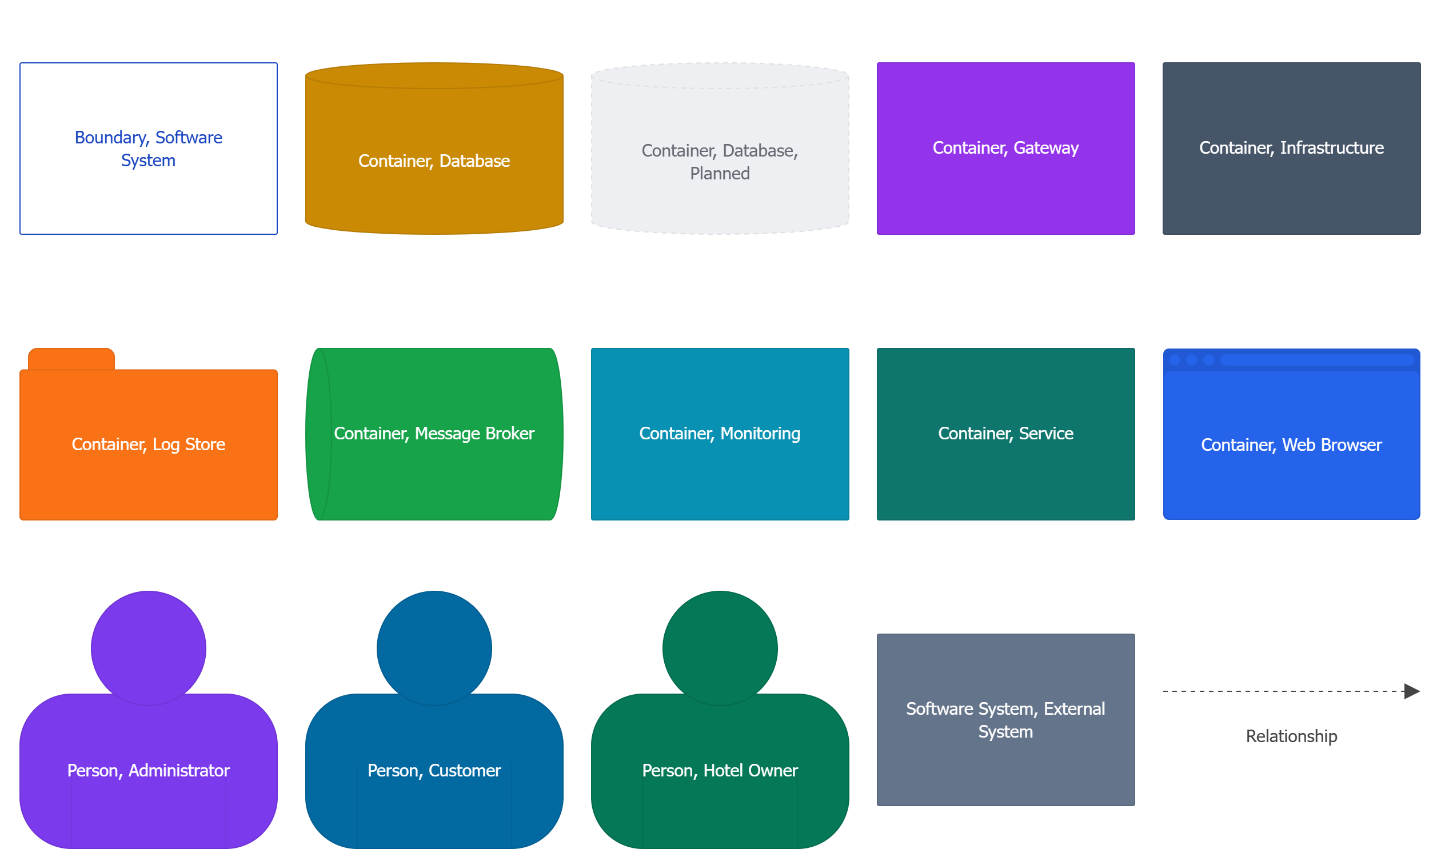 Boundary, Software
System
Container, Database
Container, Database,
Planned
Container, Gateway
Container, Infrastructure
Container, Log Store
Container, Message Broker
Container, Monitoring
Container, Service
Container, Web Browser
Person, Administrator
Person, Customer
Person, Hotel Owner
Software System, External
System
Relationship